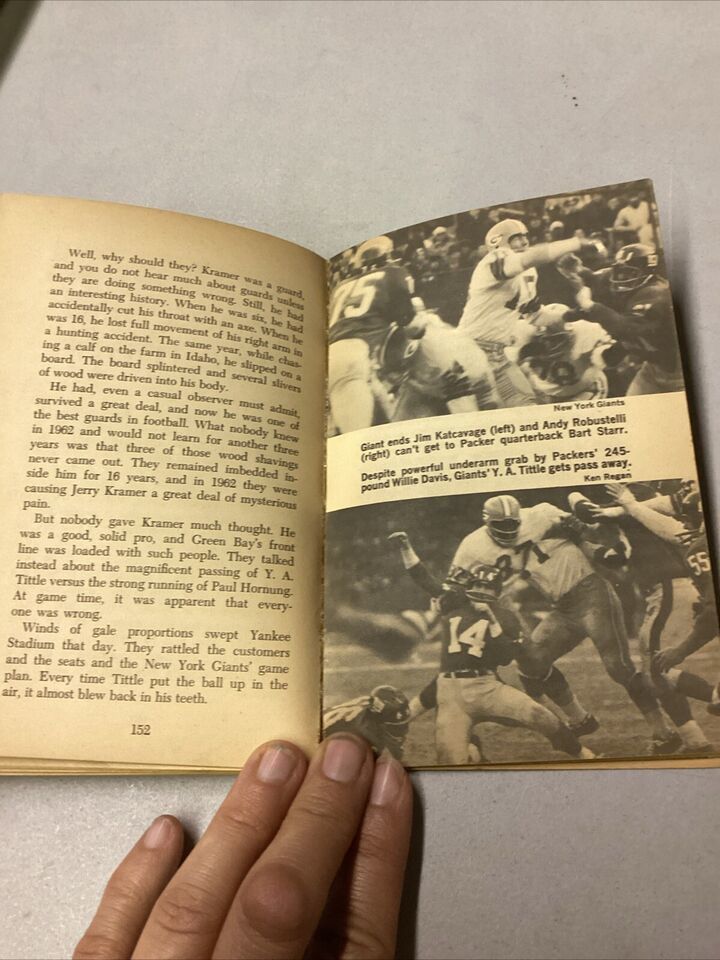 Well, why should they? Kramer was a guard,
and you do not hear much about guards unless
they are doing something wrong. Still, he had
an interesting history. When he was six, he had
accidentally cut his throat with an axe. When he
was 16, he lost full movement of his right arm in
a hunting accident. The same year, while chas-
ing a calf on the farm in Idaho, he slipped on a
board. The board splintered and several slivers
of wood were driven into his body.
He had, even a casual observer must admit,
survived a great deal, and now he was one of
the best guards in football. What nobody knew
in 1962 and would not learn for another three
years was that three of those wood shavings
never came out. They remained imbedded in-
side him for 16 years, and in 1962 they were
causing Jerry Kramer a great deal of mysterious
pain.
But nobody gave Kramer much thought. He
was a good, solid pro, and Green Bay's front
line was loaded with such people. They talked
instead about the magnificent passing of Y. A.
Tittle versus the strong running of Paul Hornung.
At game time, it was apparent that every-
one was wrong.
Winds of gale proportions swept Yankee
Stadium that day. They rattled the customers
and the seats and the New York Giants' game
plan. Every time Tittle put the ball up in the
air, it almost blew back in his teeth.
152
75
New York Giants
Giant ends Jim Katcavage (left) and Andy Robustelli
(right) can't get to Packer quarterback Bart Starr.
Despite powerful underarm grab by Packers' 245-
pound Willie Davis, Giants' Y. A. Tittle gets pass away.
Ken Regan
14
55